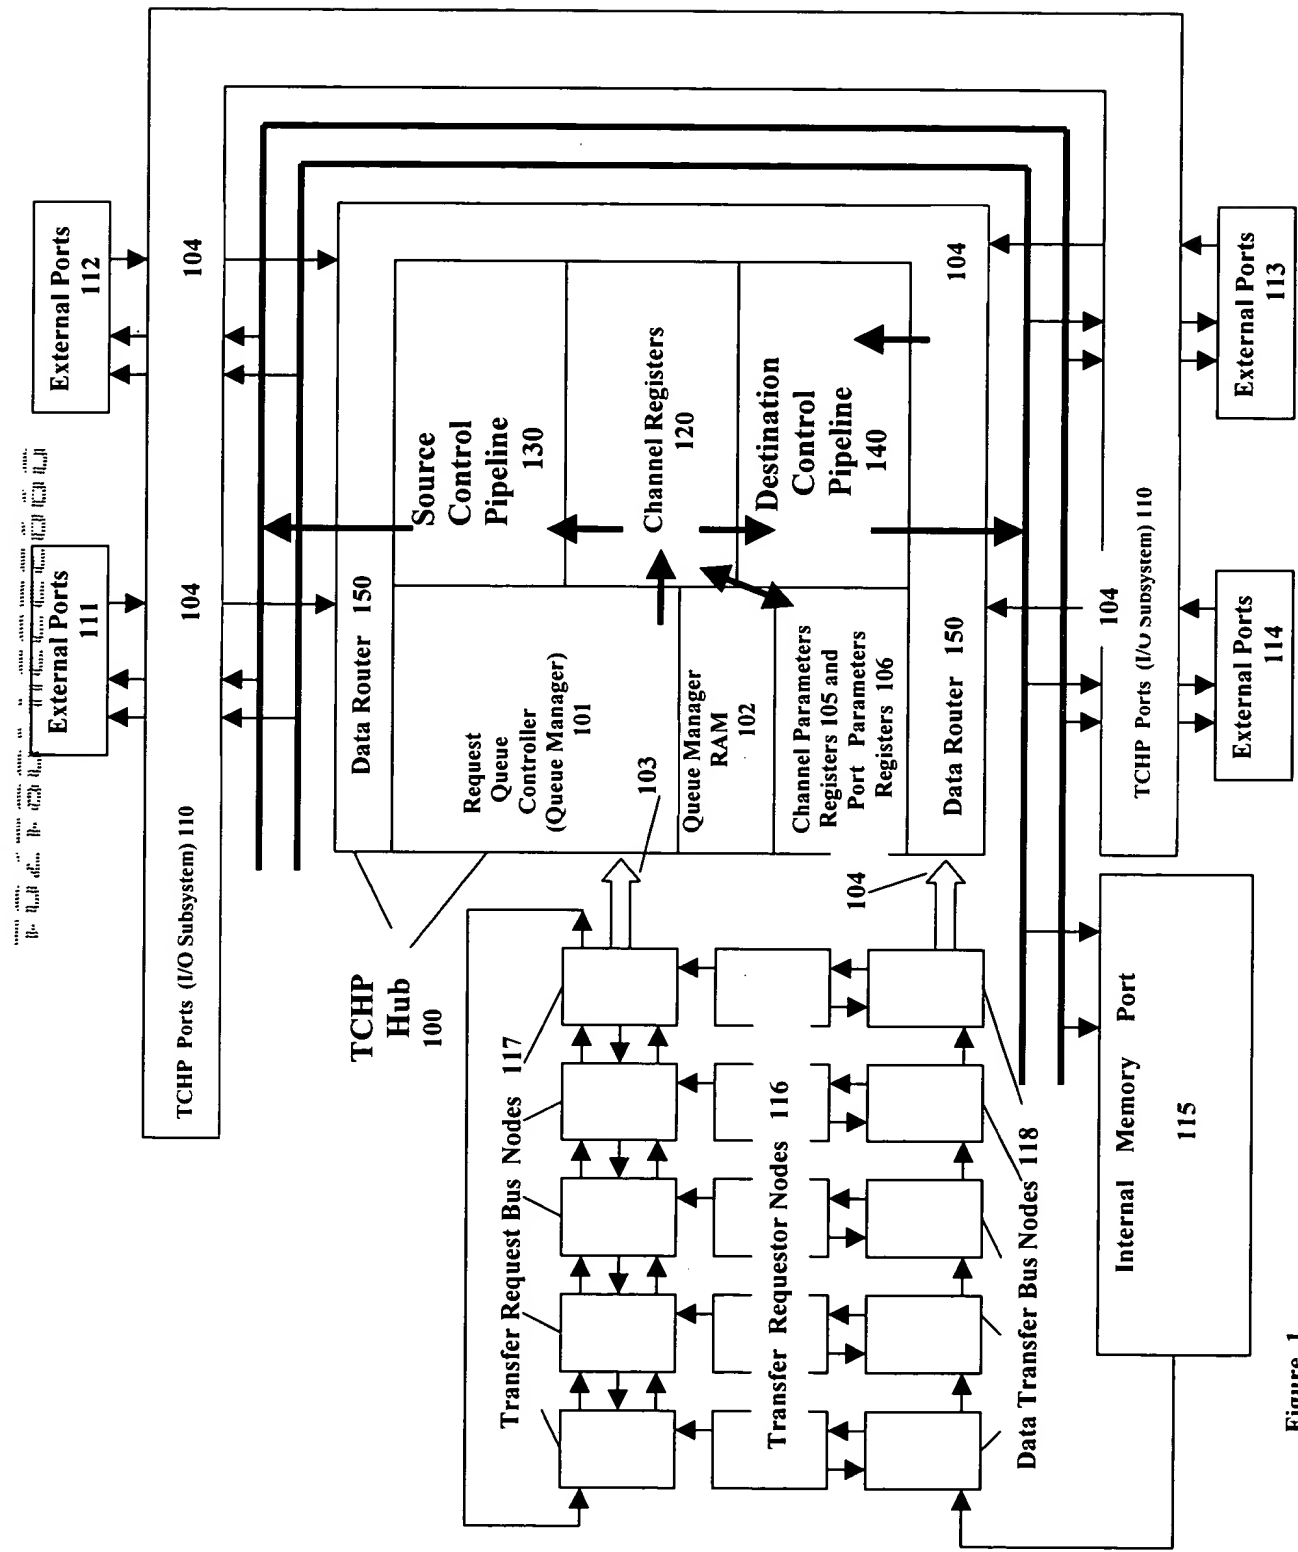 External Ports
111
External Ports
112
104
104
TCHP Ports (I/O Subsystem) 110
TCHP
Hub
100
Data Router 150
Request
Queue
Controller
(Queue Manager)
101
103
Queue Manager
RAM
102
Channel Parameters
Registers 105 and
Port Parameters
Registers 106
Source
Control
Pipeline
130
Channel Registers
120
Destination
Control
Pipeline
140
Data Router 150
104
104
104
Transfer Request Bus Nodes 117
Transfer Requestor Nodes 116
Data Transfer Bus Nodes 118
Internal Memory Port
115
TCHP Ports (I/O Subsystem) 110
External Ports
114
External Ports
113
Figure 1